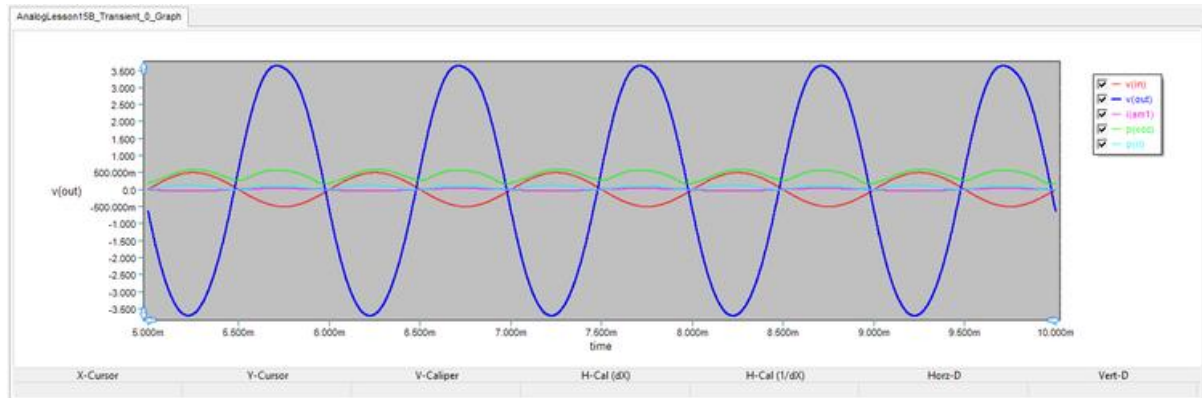 AnalogLesson15B_Transient_0_Graph
3.500
3.000
2.500
2.000
1.500
1.000
500.000m
0.0
-500.000m
-1.000
-1.500
-2.000
-2.500
-3.000
-3.500
v(out)
5.000m 5.500m 6.000m 6.500m 7.000m 7.500m 8.000m 8.500m 9.000m 9.500m 10.000m
time
v(in)
v(out)
i(am1)
X-Cursor Y-Cursor V-Caliper H-Cal (dX) H-Cal (1/dX) Horz-D Vert-D